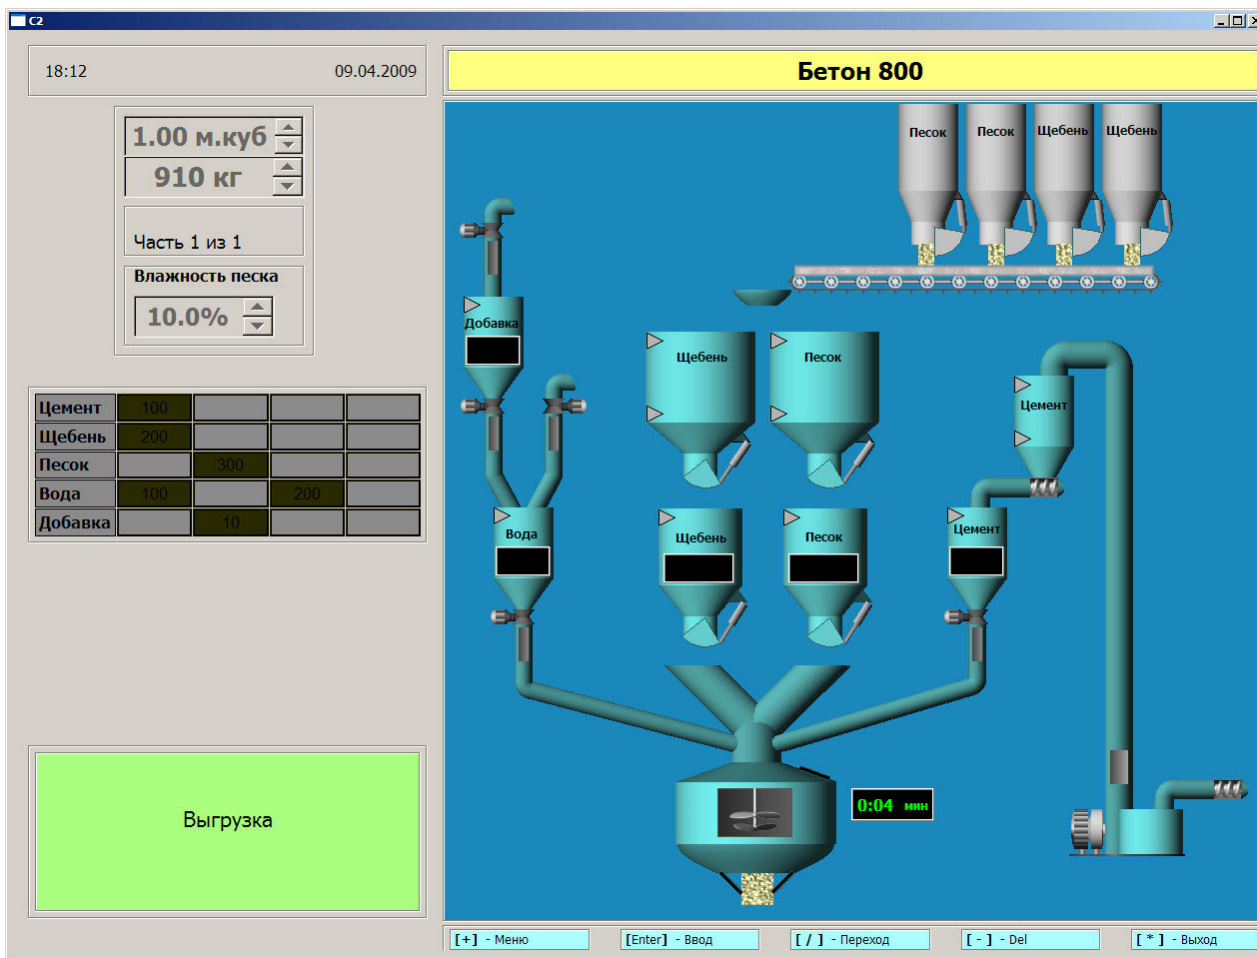 C2
18:12 09.04.2009
Бетон 800
1.00 м.куб
910 кг
Часть 1 из 1
Влажность песка
10.0%
Цемент 100
Щебень 200
Песок 300
Вода 100 200
Добавка 10
Выгрузка
Песок Песок Щебень Щебень
Добавка
Щебень Песок
Цемент
Вода
Щебень Песок
Цемент
0:04 мин
[+] - Меню [Enter] - Ввод [ / ] - Переход [ - ] - Del [ * ] - Выход